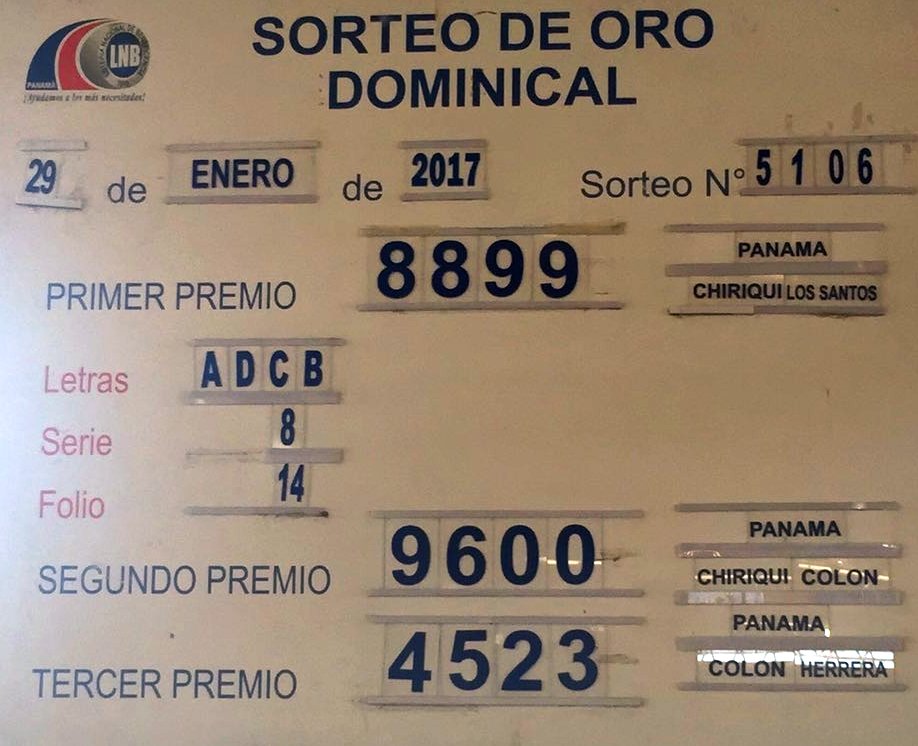 SORTEO DE ORO
DOMINICAL
LNB
PANAMÁ
¡Ayudamos a los más necesitados!
29 de ENERO de 2017 Sorteo N° 5106
PRIMER PREMIO 8899 PANAMA
CHIRIQUI LOS SANTOS
Letras ADCB
Serie 8
Folio 14
SEGUNDO PREMIO 9600 PANAMA
CHIRIQUI COLON
TERCER PREMIO 4523 PANAMA
COLON HERRERA